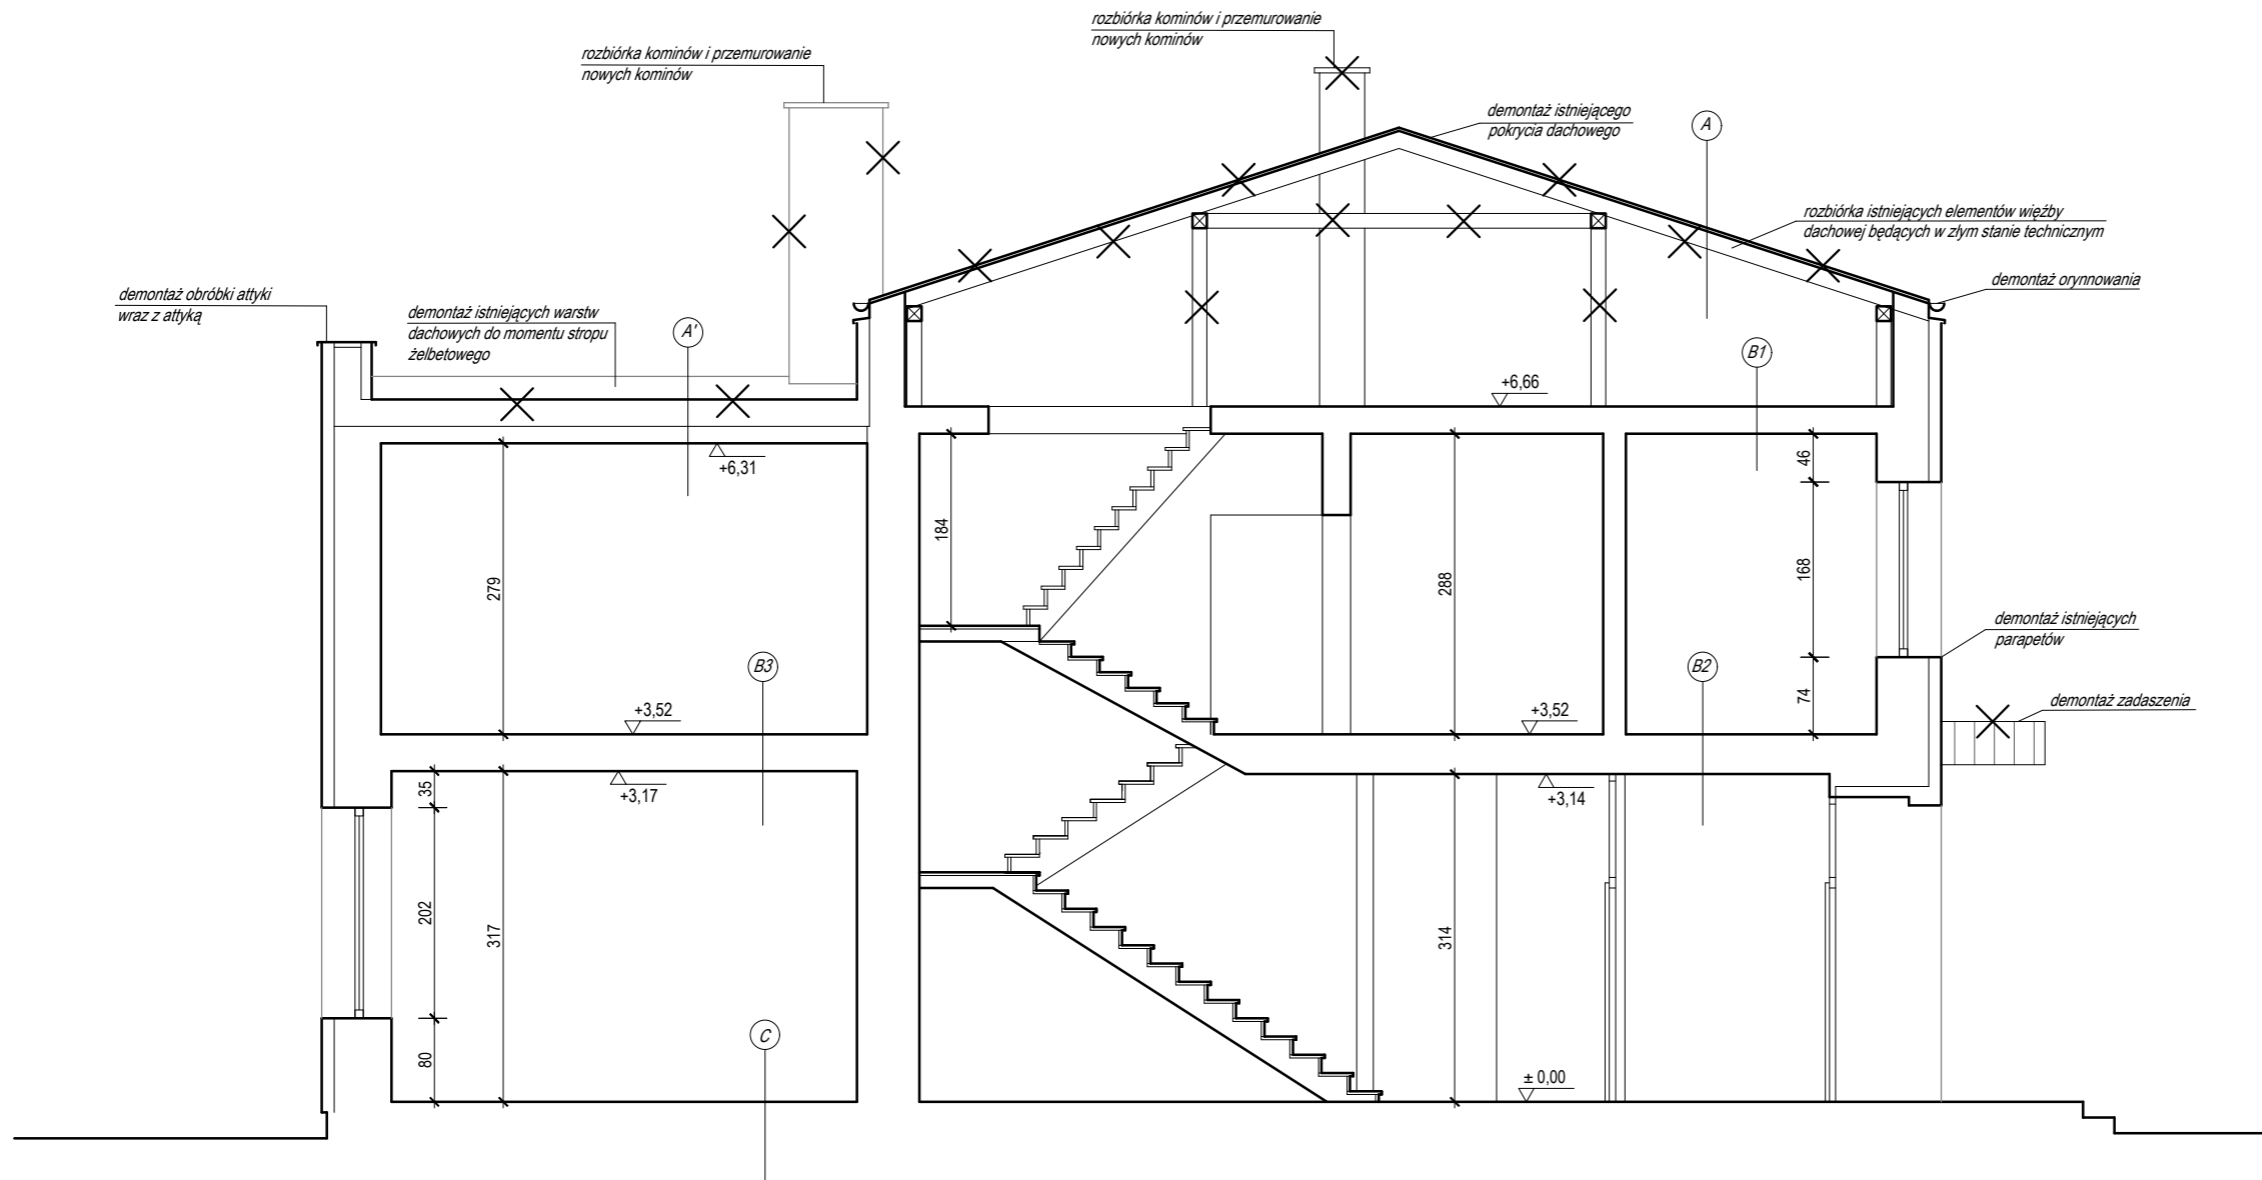 rozbiórka kominów i przemurowanie
nowych kominów
rozbiórka kominów i przemurowanie
nowych kominów
demontaż istniejącego
pokrycia dachowego
A
rozbiórka istniejących elementów więźby
dachowej będących w złym stanie technicznym
demontaż orynnowania
demontaż obróbki attyki
wraz z attyką
demontaż istniejących warstw
dachowych do momentu stropu
żelbetowego
A'
B1
+6,66
+6,31
46
184
279
288
168
demontaż istniejących
parapetów
B3
B2
74
demontaż zadaszenia
+3,52
+3,52
35
+3,17
+3,14
202
317
314
C
80
± 0,00